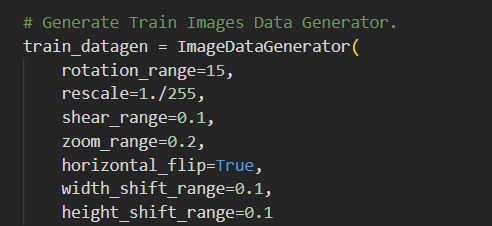 # Generate Train Images Data Generator.
train_datagen = ImageDataGenerator(
    rotation_range=15,
    rescale=1./255,
    shear_range=0.1,
    zoom_range=0.2,
    horizontal_flip=True,
    width_shift_range=0.1,
    height_shift_range=0.1